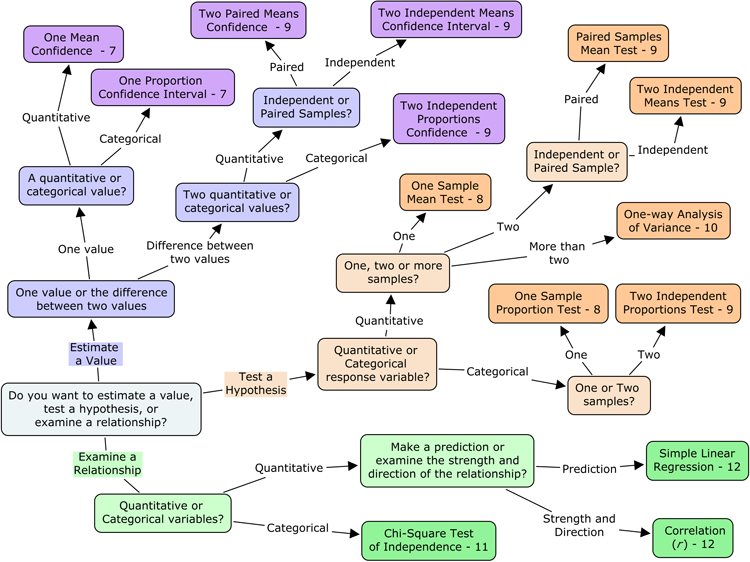 Two Paired Means
Confidence - 9
Two Independent Means
Confidence Interval - 9
One Mean
Confidence - 7
Paired Samples
Mean Test - 9
One Proportion
Confidence Interval - 7
Paired
Independent
Two Independent
Means Test - 9
Independent or
Paired Samples?
Two Independent
Proportions
Confidence - 9
Paired
Quantitative
Categorical
Independent or
Paired Sample?
Independent
Quantitative
Categorical
A quantitative or
categorical value?
Two quantitative or
categorical values?
One Sample
Mean Test - 8
One-way Analysis
of Variance - 10
One value
Difference between
two values
One
Two
More than
two
One, two or more
samples?
One value or the difference
between two values
One Sample
Proportion Test - 8
Two Independent
Proportions Test - 9
Quantitative
Estimate
a Value
Quantitative or
Categorical
response variable?
One
Two
Test a
Hypothesis
Categorical
One or Two
samples?
Do you want to estimate a value,
test a hypothesis, or
examine a relationship?
Examine a
Relationship
Quantitative
Make a prediction or
examine the strength and
direction of the relationship?
Prediction
Simple Linear
Regression - 12
Quantitative or
Categorical variables?
Categorical
Chi-Square Test
of Independence - 11
Strength and
Direction
Correlation
(r) - 12